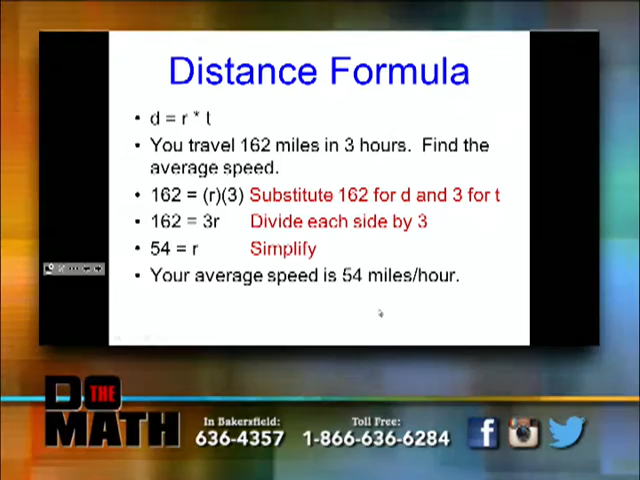 Distance Formula
• d = r * t
• You travel 162 miles in 3 hours. Find the
average speed.
• 162 = (r)(3) Substitute 162 for d and 3 for t
• 162 = 3r Divide each side by 3
• 54 = r Simplify
• Your average speed is 54 miles/hour.
DO THE
MATH
In Bakersfield:
636-4357
Toll Free:
1-866-636-6284